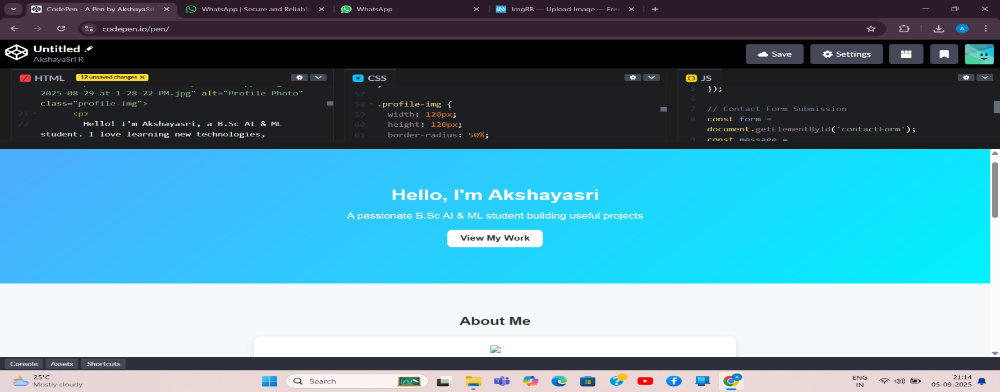 CodePen - A Pen by AkshayaSri
WhatsApp | Secure and Reliable
WhatsApp
ibb ImgBB — Upload Image — Free
codepen.io/pen/
A
Untitled
AkshayaSri R
Save
Settings
HTML
12 unsaved changes X
2025-08-29-at-1-28-22-PM.jpg" alt="Profile Photo"
class="profile-img">
21 <p>
22 Hello! I'm Akshayasri, a B.Sc AI & ML
student. I love learning new technologies,
CSS
57
58 .profile-img {
59 width: 120px;
60 height: 120px;
61 border-radius: 50%;
JS
5 });
6
7 // Contact Form Submission
8 const form =
document.getElementById('contactForm');
9 const message =
Hello, I'm Akshayasri
A passionate B.Sc AI & ML student building useful projects
View My Work
About Me
Console Assets Shortcuts
25°C
Mostly cloudy
Search
ENG
IN
21:14
05-09-2025